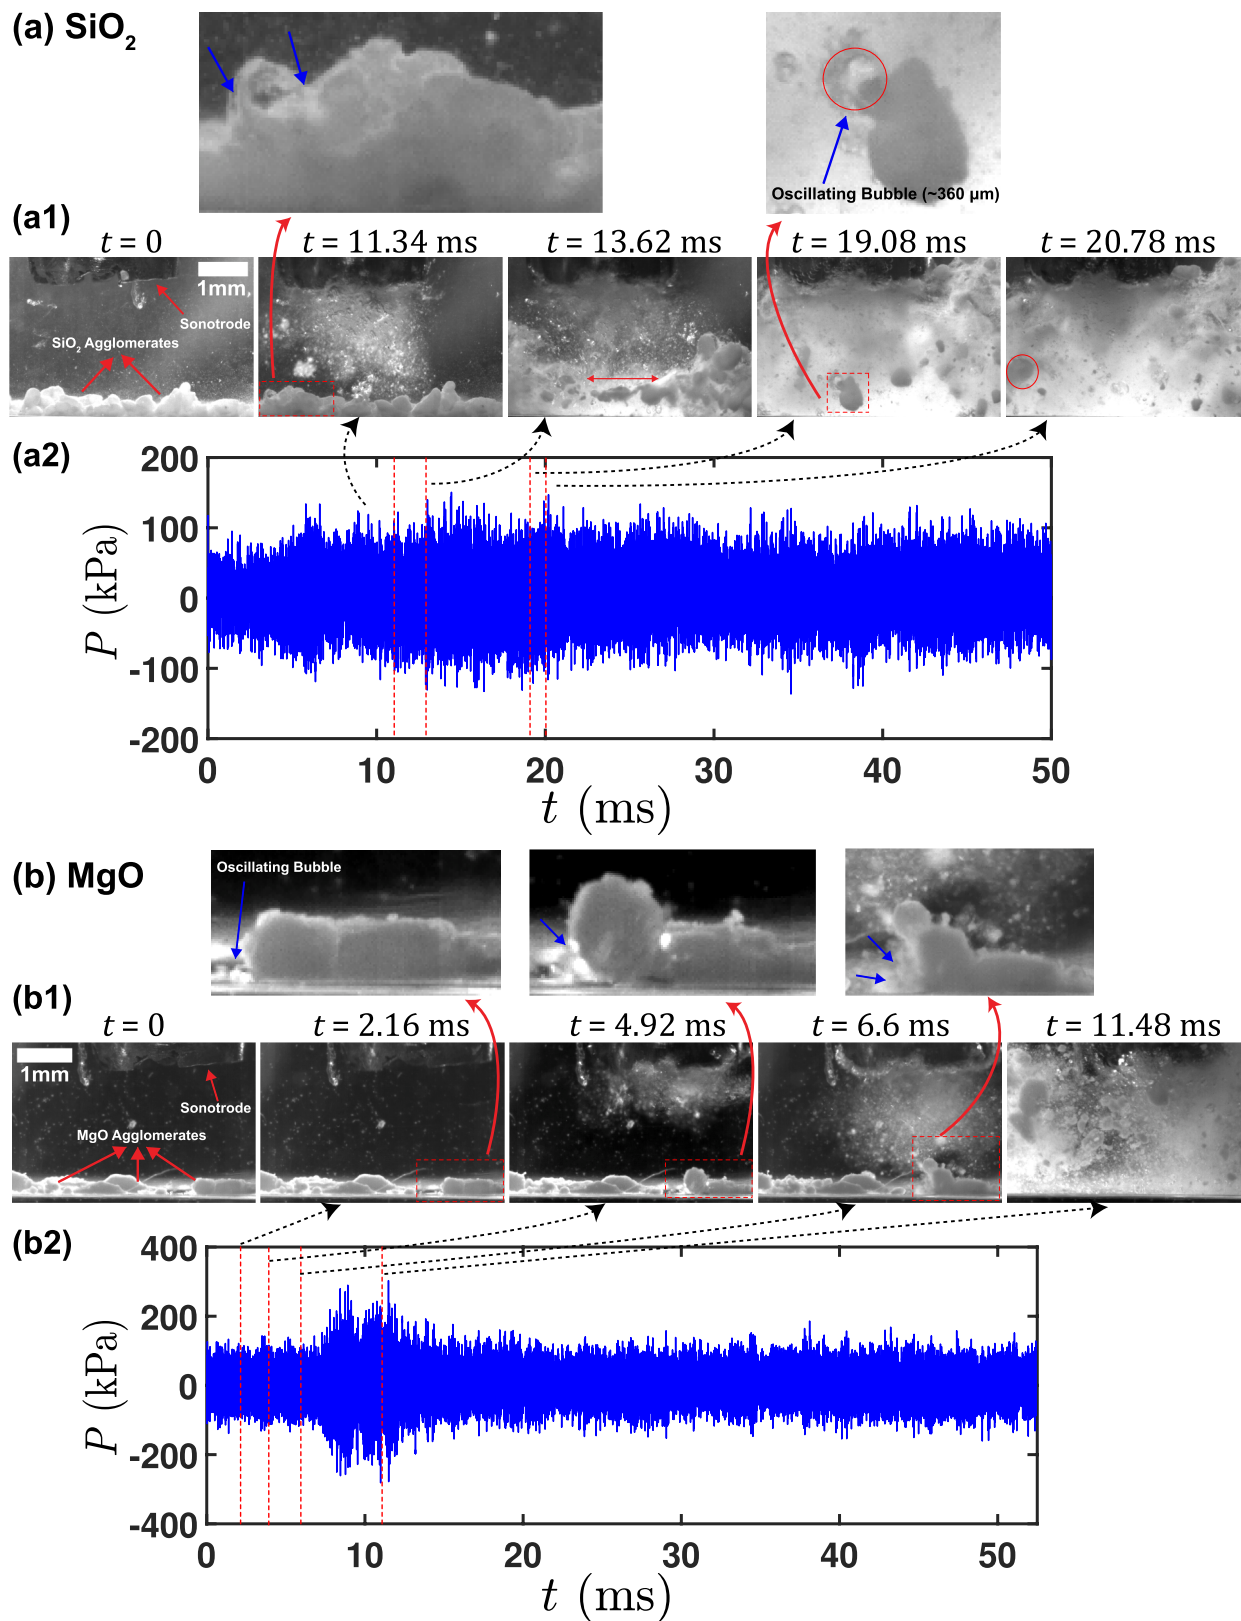 (a) SiO₂
Oscillating Bubble (~360 µm)
(a1)
t = 0
t = 11.34 ms
t = 13.62 ms
t = 19.08 ms
t = 20.78 ms
1mm
Sonotrode
SiO₂ Agglomerates
(a2)
200
100
0
-100
-200
P (kPa)
0 10 20 30 40 50
t (ms)
(b) MgO
Oscillating Bubble
(b1)
t = 0
t = 2.16 ms
t = 4.92 ms
t = 6.6 ms
t = 11.48 ms
1mm
Sonotrode
MgO Agglomerates
(b2)
400
200
0
-200
-400
P (kPa)
0 10 20 30 40 50
t (ms)